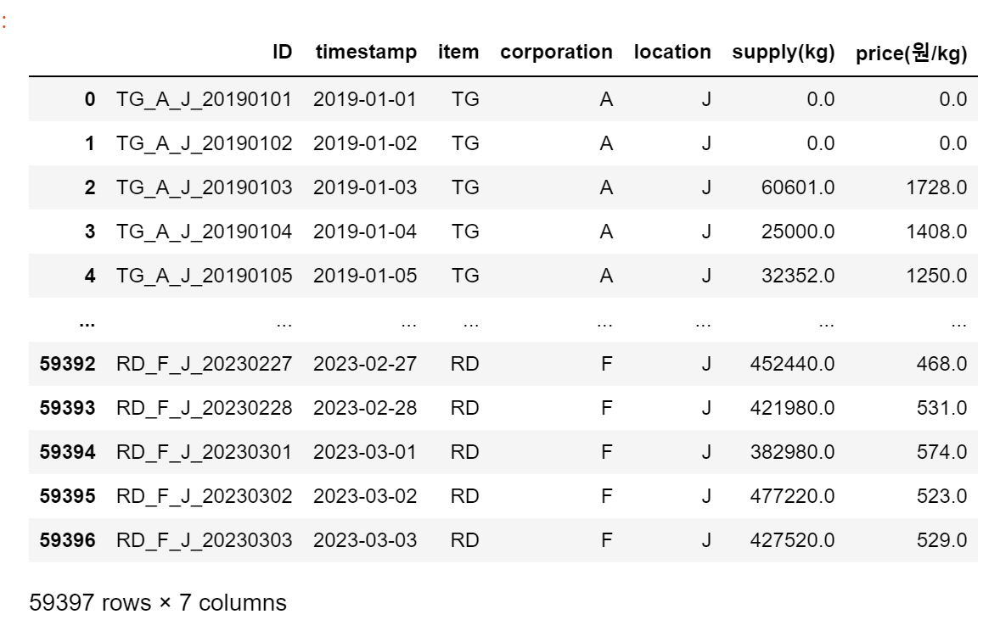 :
ID timestamp item corporation location supply(kg) price(원/kg)
0 TG_A_J_20190101 2019-01-01 TG A J 0.0 0.0
1 TG_A_J_20190102 2019-01-02 TG A J 0.0 0.0
2 TG_A_J_20190103 2019-01-03 TG A J 60601.0 1728.0
3 TG_A_J_20190104 2019-01-04 TG A J 25000.0 1408.0
4 TG_A_J_20190105 2019-01-05 TG A J 32352.0 1250.0
... ... ... ... ... ... ... ...
59392 RD_F_J_20230227 2023-02-27 RD F J 452440.0 468.0
59393 RD_F_J_20230228 2023-02-28 RD F J 421980.0 531.0
59394 RD_F_J_20230301 2023-03-01 RD F J 382980.0 574.0
59395 RD_F_J_20230302 2023-03-02 RD F J 477220.0 523.0
59396 RD_F_J_20230303 2023-03-03 RD F J 427520.0 529.0
59397 rows × 7 columns